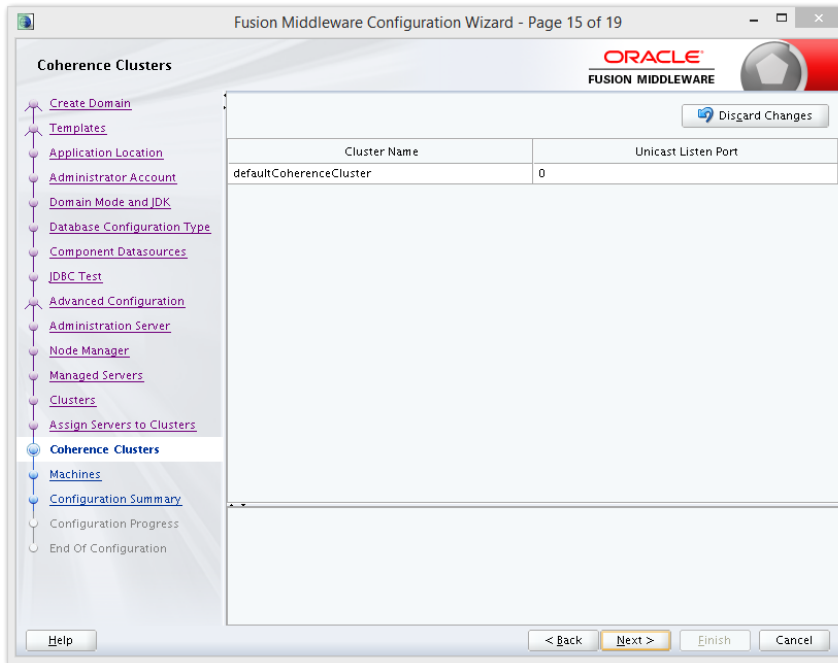 Fusion Middleware Configuration Wizard - Page 15 of 19
Coherence Clusters
ORACLE
FUSION MIDDLEWARE
Create Domain
Templates
Application Location
Administrator Account
Domain Mode and JDK
Database Configuration Type
Component Datasources
JDBC Test
Advanced Configuration
Administration Server
Node Manager
Managed Servers
Clusters
Assign Servers to Clusters
Coherence Clusters
Machines
Configuration Summary
Configuration Progress
End Of Configuration
Discard Changes
Cluster Name Unicast Listen Port
defaultCoherenceCluster 0
Help < Back Next > Finish Cancel